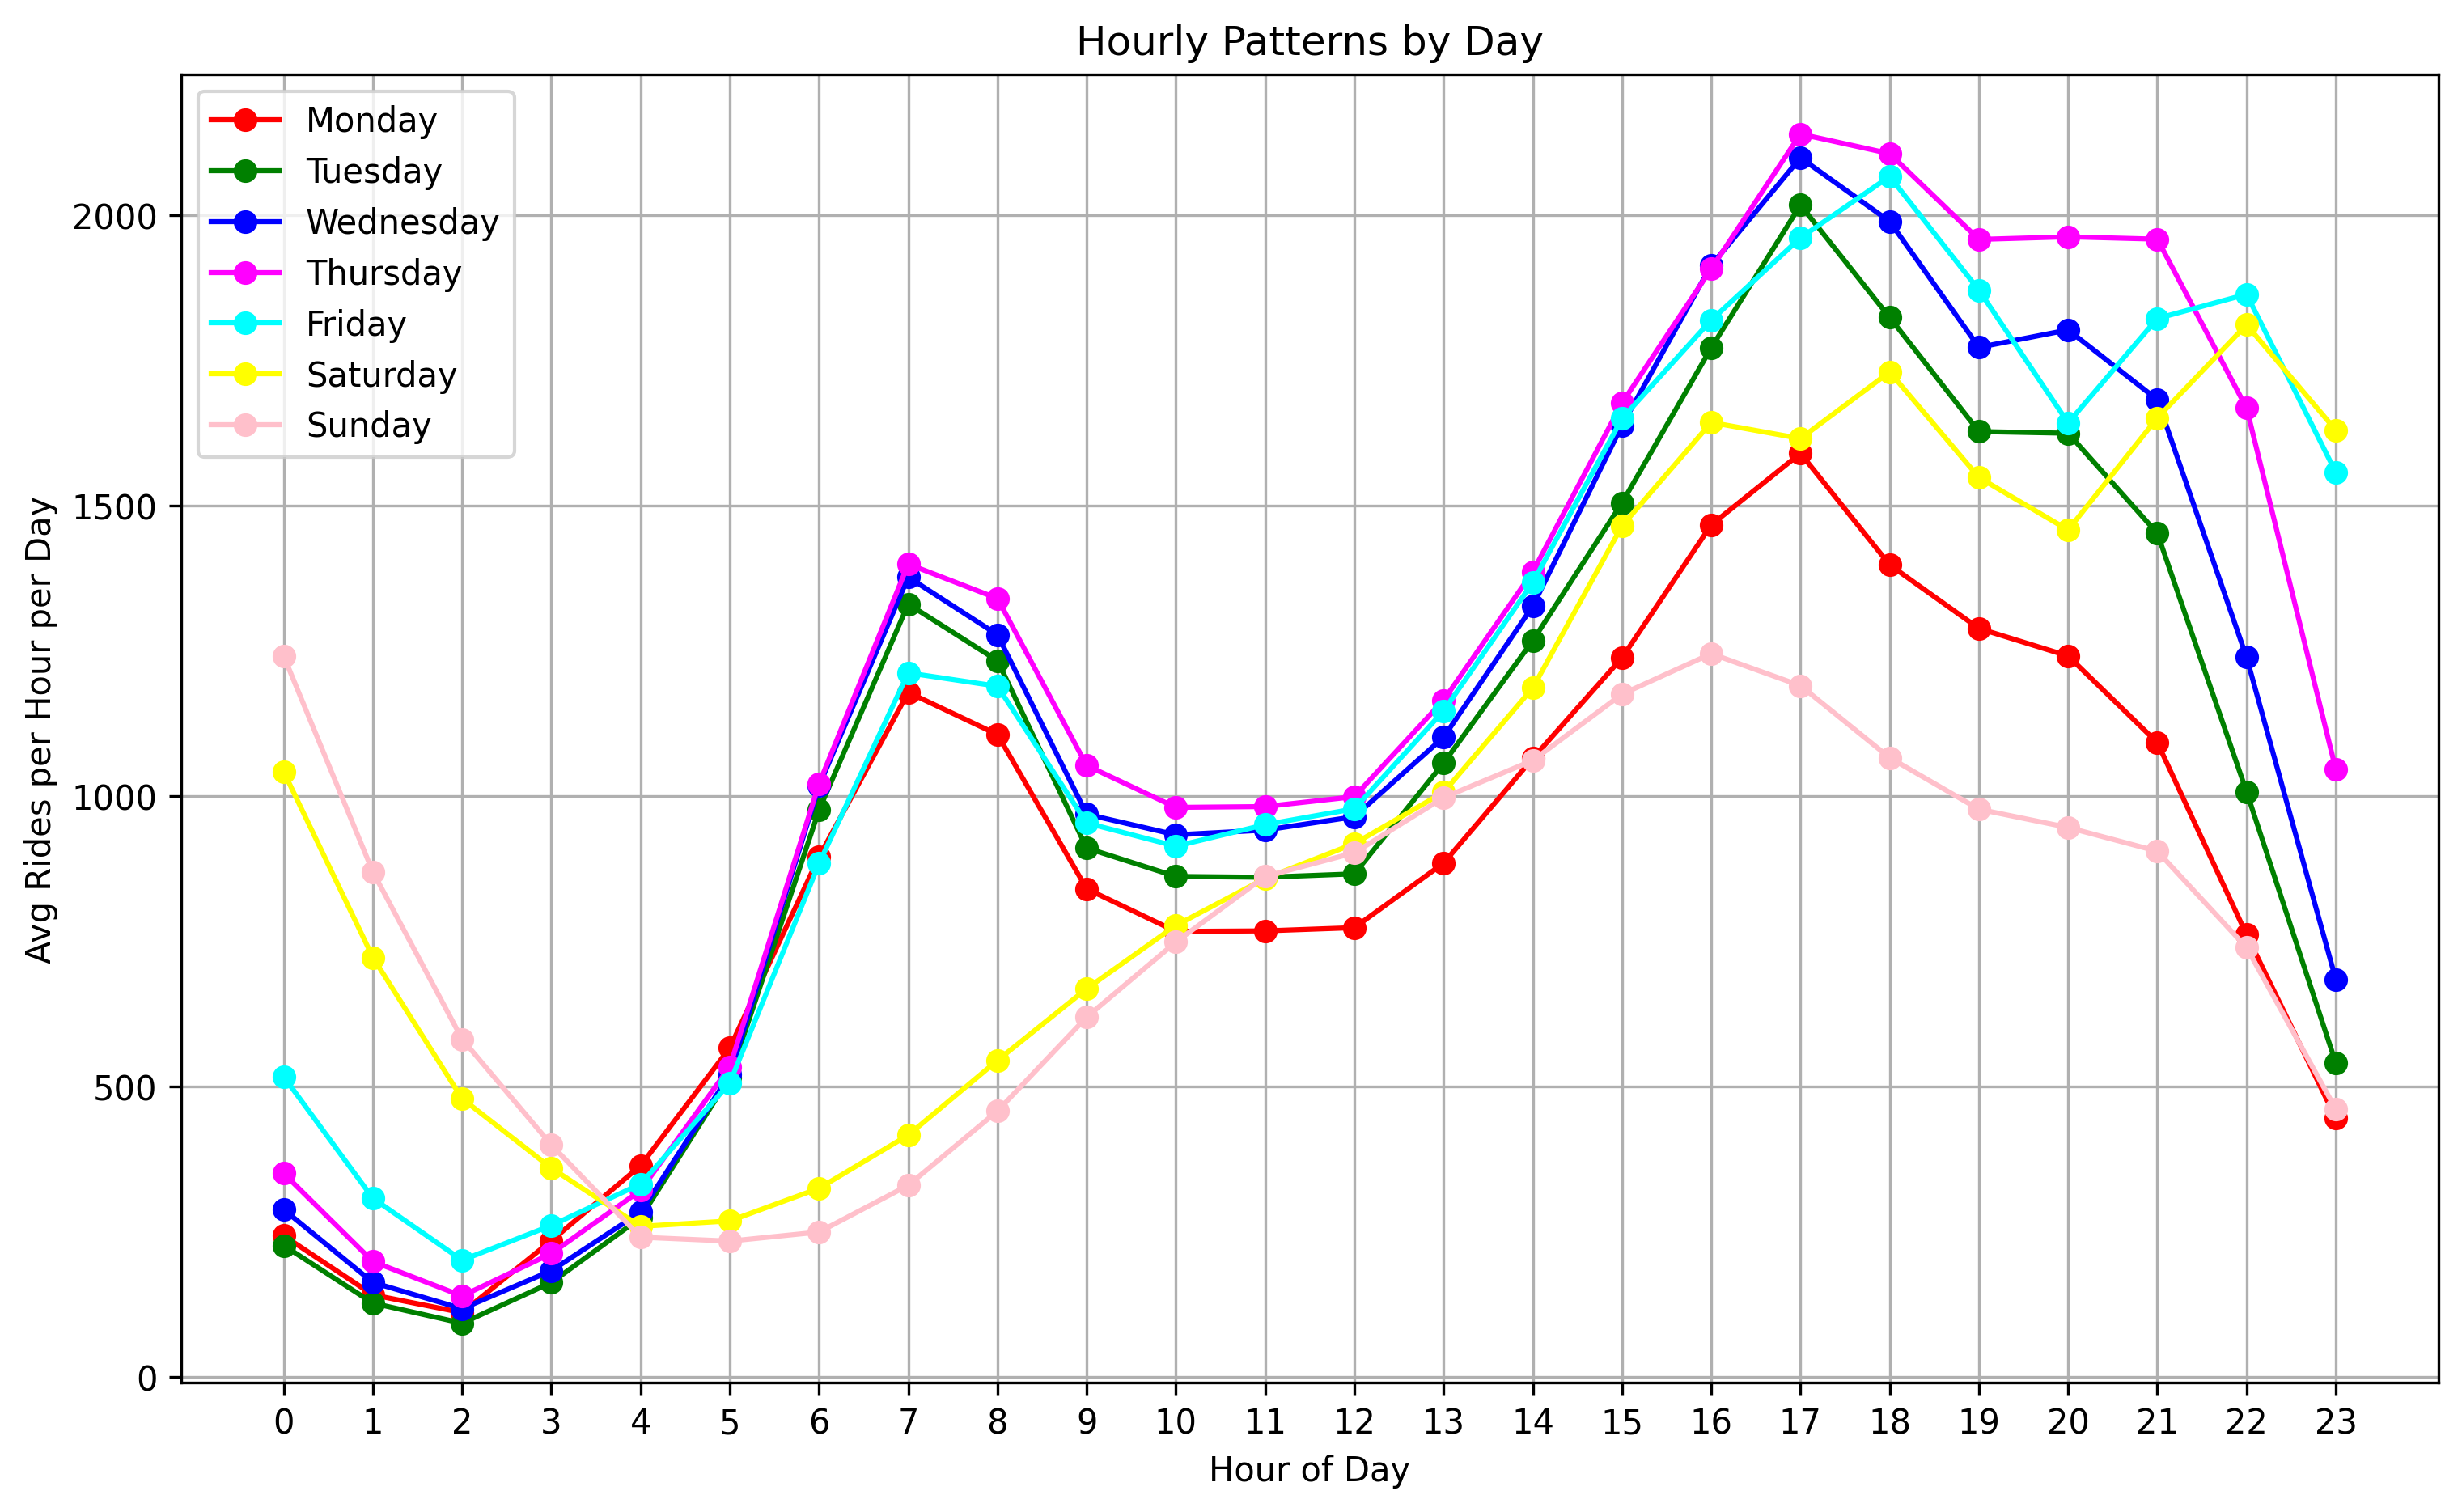 Hourly Patterns by Day
Monday
Tuesday
Wednesday
Thursday
Friday
Saturday
Sunday
Avg Rides per Hour per Day
2000
1500
1000
500
0
0 1 2 3 4 5 6 7 8 9 10 11 12 13 14 15 16 17 18 19 20 21 22 23
Hour of Day